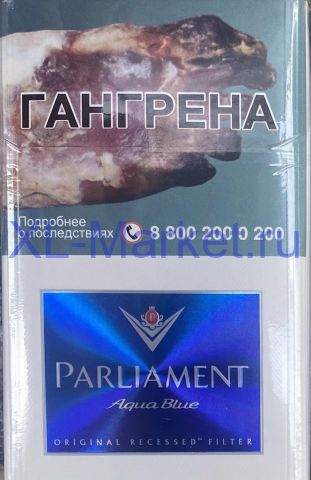 ГАНГРЕНА
Подробнее
о последствиях 8 800 200 0 200
XL-Market.ru
P
PARLIAMENT
Aqua Blue
ORIGINAL RECESSED™ FILTER